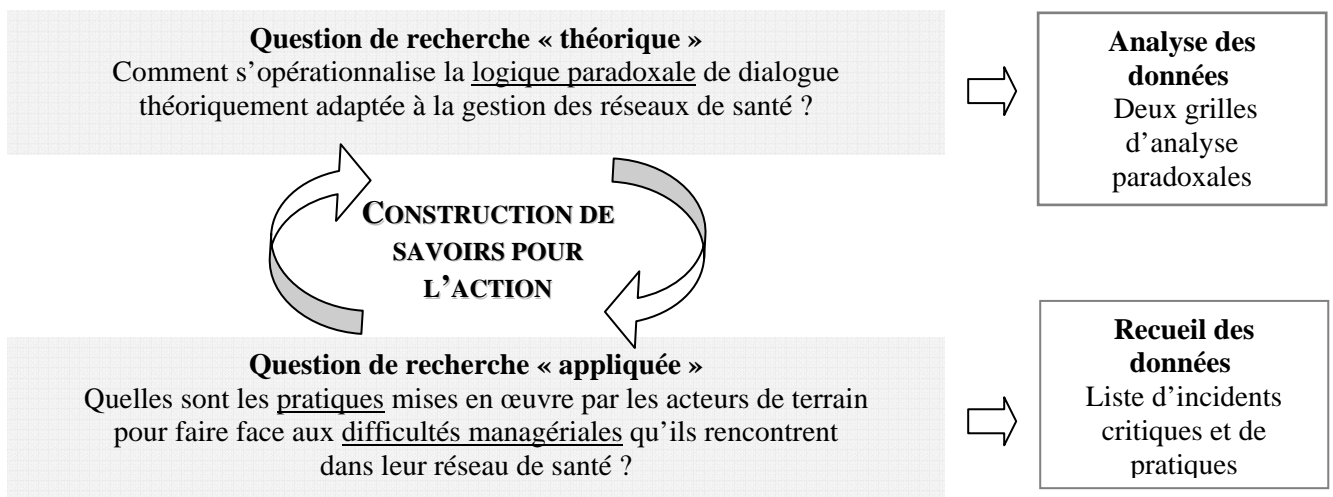 Question de recherche « théorique »
Comment s’opérationnalise la logique paradoxale de dialogue
théoriquement adaptée à la gestion des réseaux de santé ?
Analyse des
données
Deux grilles
d’analyse
paradoxales
CONSTRUCTION DE
SAVOIRS POUR
L’ACTION
Question de recherche « appliquée »
Quelles sont les pratiques mises en œuvre par les acteurs de terrain
pour faire face aux difficultés managériales qu’ils rencontrent
dans leur réseau de santé ?
Recueil des
données
Liste d’incidents
critiques et de
pratiques